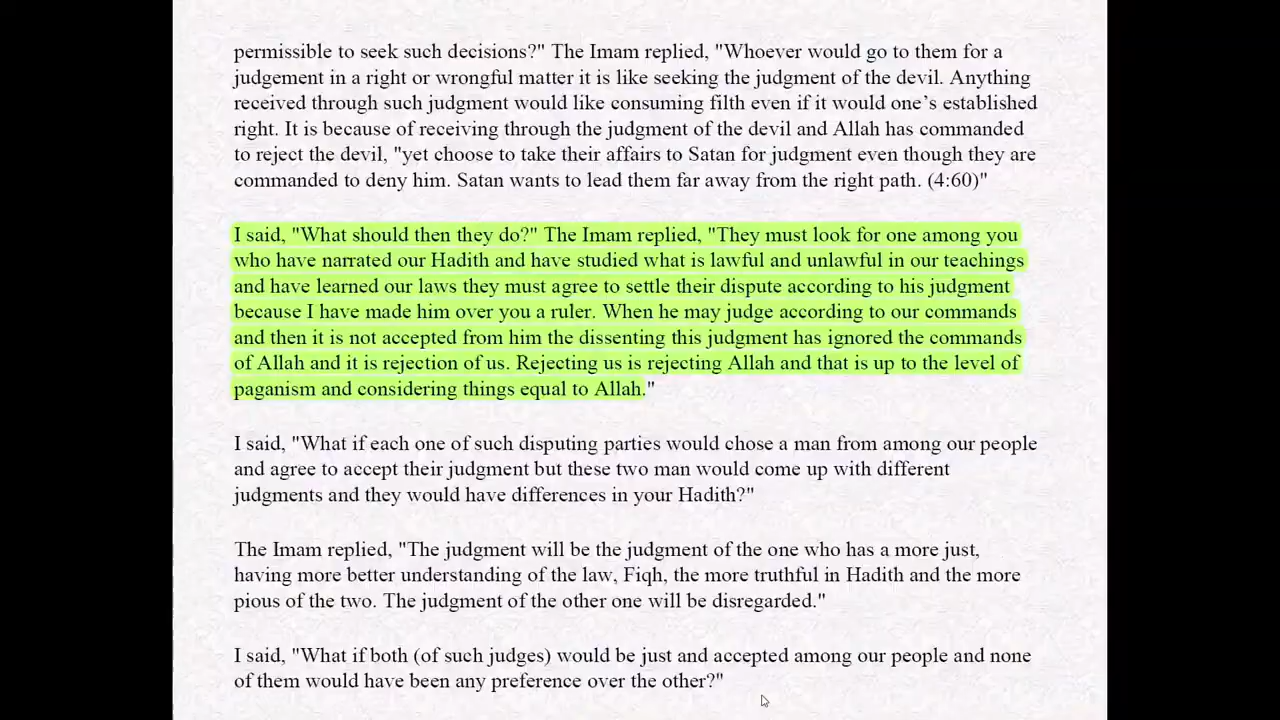 permissible to seek such decisions?" The Imam replied, "Whoever would go to them for a
judgement in a right or wrongful matter it is like seeking the judgment of the devil. Anything
received through such judgment would like consuming filth even if it would one’s established
right. It is because of receiving through the judgment of the devil and Allah has commanded
to reject the devil, "yet choose to take their affairs to Satan for judgment even though they are
commanded to deny him. Satan wants to lead them far away from the right path. (4:60)"
I said, "What should then they do?" The Imam replied, "They must look for one among you
who have narrated our Hadith and have studied what is lawful and unlawful in our teachings
and have learned our laws they must agree to settle their dispute according to his judgment
because I have made him over you a ruler. When he may judge according to our commands
and then it is not accepted from him the dissenting this judgment has ignored the commands
of Allah and it is rejection of us. Rejecting us is rejecting Allah and that is up to the level of
paganism and considering things equal to Allah."
I said, "What if each one of such disputing parties would chose a man from among our people
and agree to accept their judgment but these two man would come up with different
judgments and they would have differences in your Hadith?"
The Imam replied, "The judgment will be the judgment of the one who has a more just,
having more better understanding of the law, Fiqh, the more truthful in Hadith and the more
pious of the two. The judgment of the other one will be disregarded."
I said, "What if both (of such judges) would be just and accepted among our people and none
of them would have been any preference over the other?"